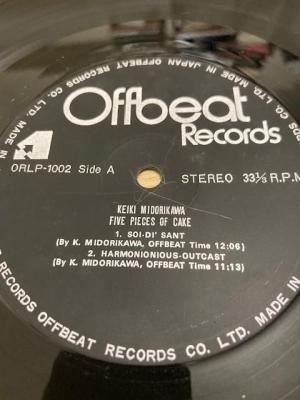 MADE IN JAPAN OFFBEAT RECORDS CO. LTD. MADE IN
Offbeat
Records
ORLP-1002 Side A
STEREO 33⅓ R.P.M
KEIKI MIDORIKAWA
FIVE PIECES OF CAKE
1. SOI-DI' SANT
(By K. MIDORIKAWA, OFFBEAT Time 12:06)
2. HARMONIONIOUS-OUTCAST
(By K. MIDORIKAWA, OFFBEAT Time 11:13)
RECORDS OFFBEAT RECORDS CO. LTD. MADE IN